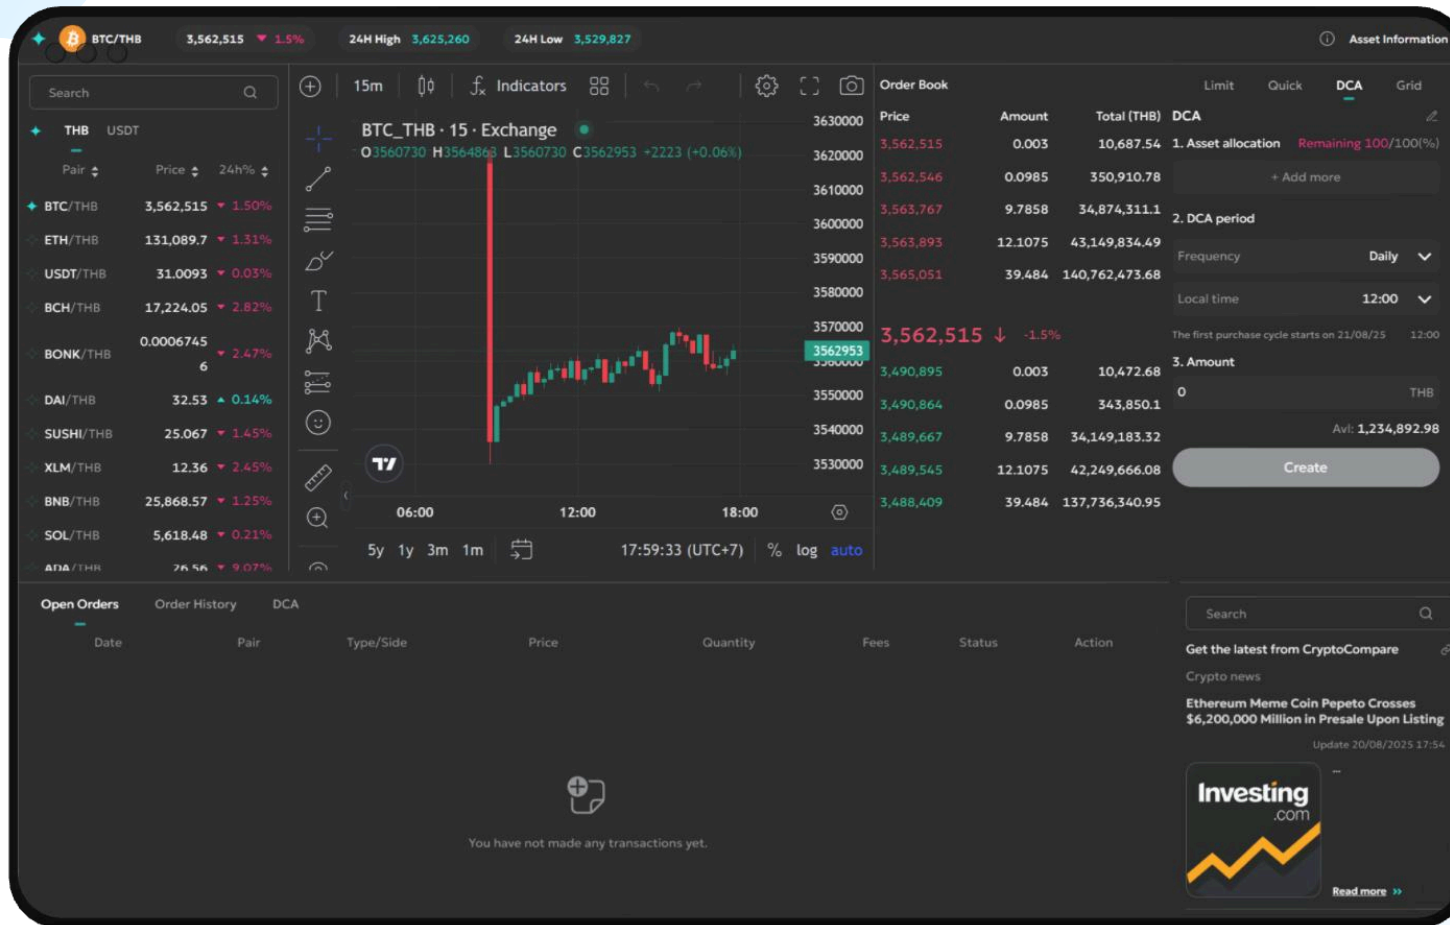 BTC/THB 3,562,515 ▼ 1.5% 24H High 3,625,260 24H Low 3,529,827 Asset Information
Search
THB USDT
Pair Price 24h%
BTC/THB 3,562,515 ▼ 1.50%
ETH/THB 131,089.7 ▼ 1.31%
USDT/THB 31.0093 ▼ 0.03%
BCH/THB 17,224.05 ▼ 2.82%
BONK/THB 0.0006745
6 ▼ 2.47%
DAI/THB 32.53 ▲ 0.14%
SUSHI/THB 25.067 ▼ 1.45%
XLM/THB 12.36 ▼ 2.45%
BNB/THB 25,868.57 ▼ 1.25%
SOL/THB 5,618.48 ▼ 0.21%
ADA/THB 26.56 ▼ 9.07%
15m Indicators
BTC_THB · 15 · Exchange
O3560730 H3564863 L3560730 C3562953 +2223 (+0.06%)
3630000
3620000
3610000
3600000
3590000
3580000
3570000
3562953
3560000
3550000
3540000
3530000
06:00 12:00 18:00
5y 1y 3m 1m 17:59:33 (UTC+7) % log auto
Order Book
Price Amount Total (THB)
3,562,515 0.003 10,687.54
3,562,546 0.0985 350,910.78
3,563,767 9.7858 34,874,311.1
3,563,893 12.1075 43,149,834.49
3,565,051 39.484 140,762,473.68
3,562,515 ↓ -1.5%
3,490,895 0.003 10,472.68
3,490,864 0.0985 343,850.1
3,489,667 9.7858 34,149,183.32
3,489,545 12.1075 42,249,666.08
3,488,409 39.484 137,736,340.95
Limit Quick DCA Grid
DCA
1. Asset allocation Remaining 100/100(%)
+ Add more
2. DCA period
Frequency Daily
Local time 12:00
The first purchase cycle starts on 21/08/25 12:00
3. Amount
0 THB
Avl: 1,234,892.98
Create
Open Orders Order History DCA
Date Pair Type/Side Price Quantity Fees Status Action
You have not made any transactions yet.
Search
Get the latest from CryptoCompare
Crypto news
Ethereum Meme Coin Pepeto Crosses
$6,200,000 Million in Presale Upon Listing
Update 20/08/2025 17:54
...
Investing
.com
Read more »